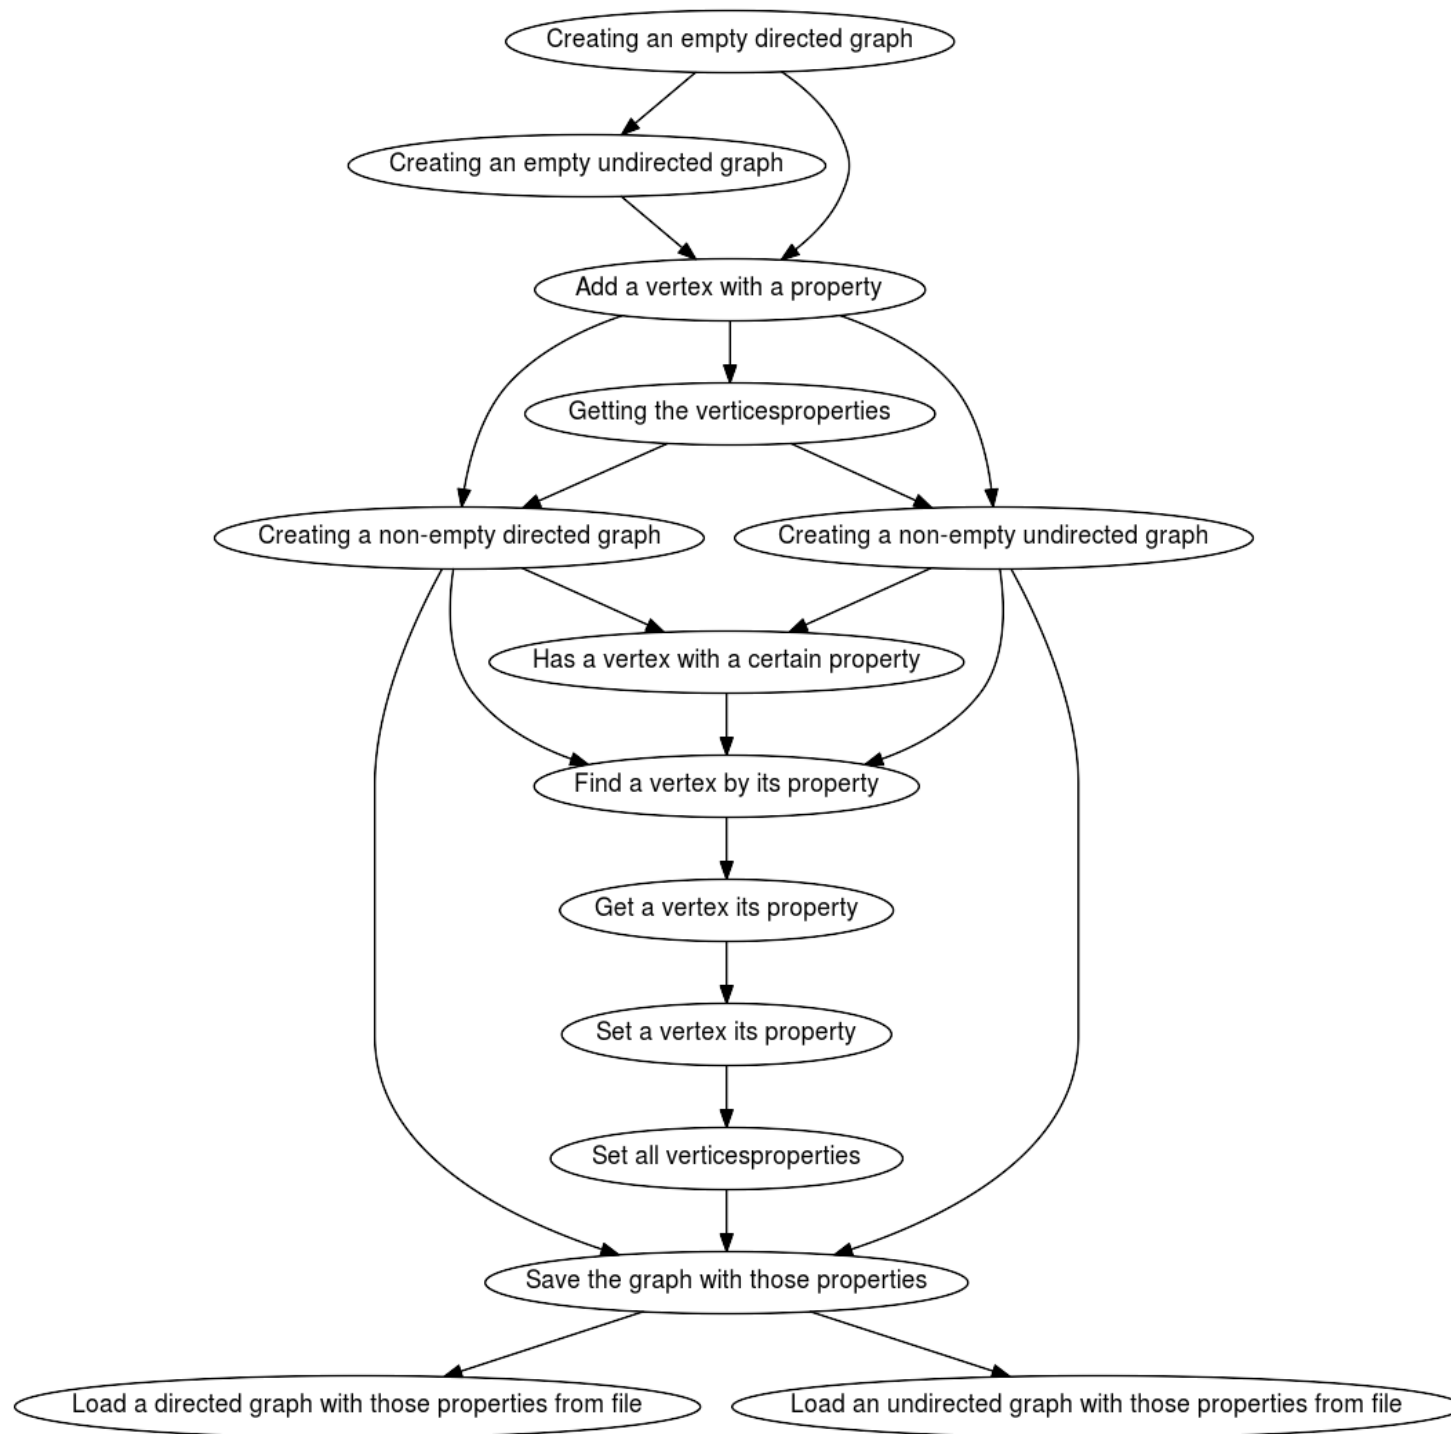 Creating an empty directed graph
Creating an empty undirected graph
Add a vertex with a property
Getting the verticesproperties
Creating a non-empty directed graph
Creating a non-empty undirected graph
Has a vertex with a certain property
Find a vertex by its property
Get a vertex its property
Set a vertex its property
Set all verticesproperties
Save the graph with those properties
Load a directed graph with those properties from file
Load an undirected graph with those properties from file